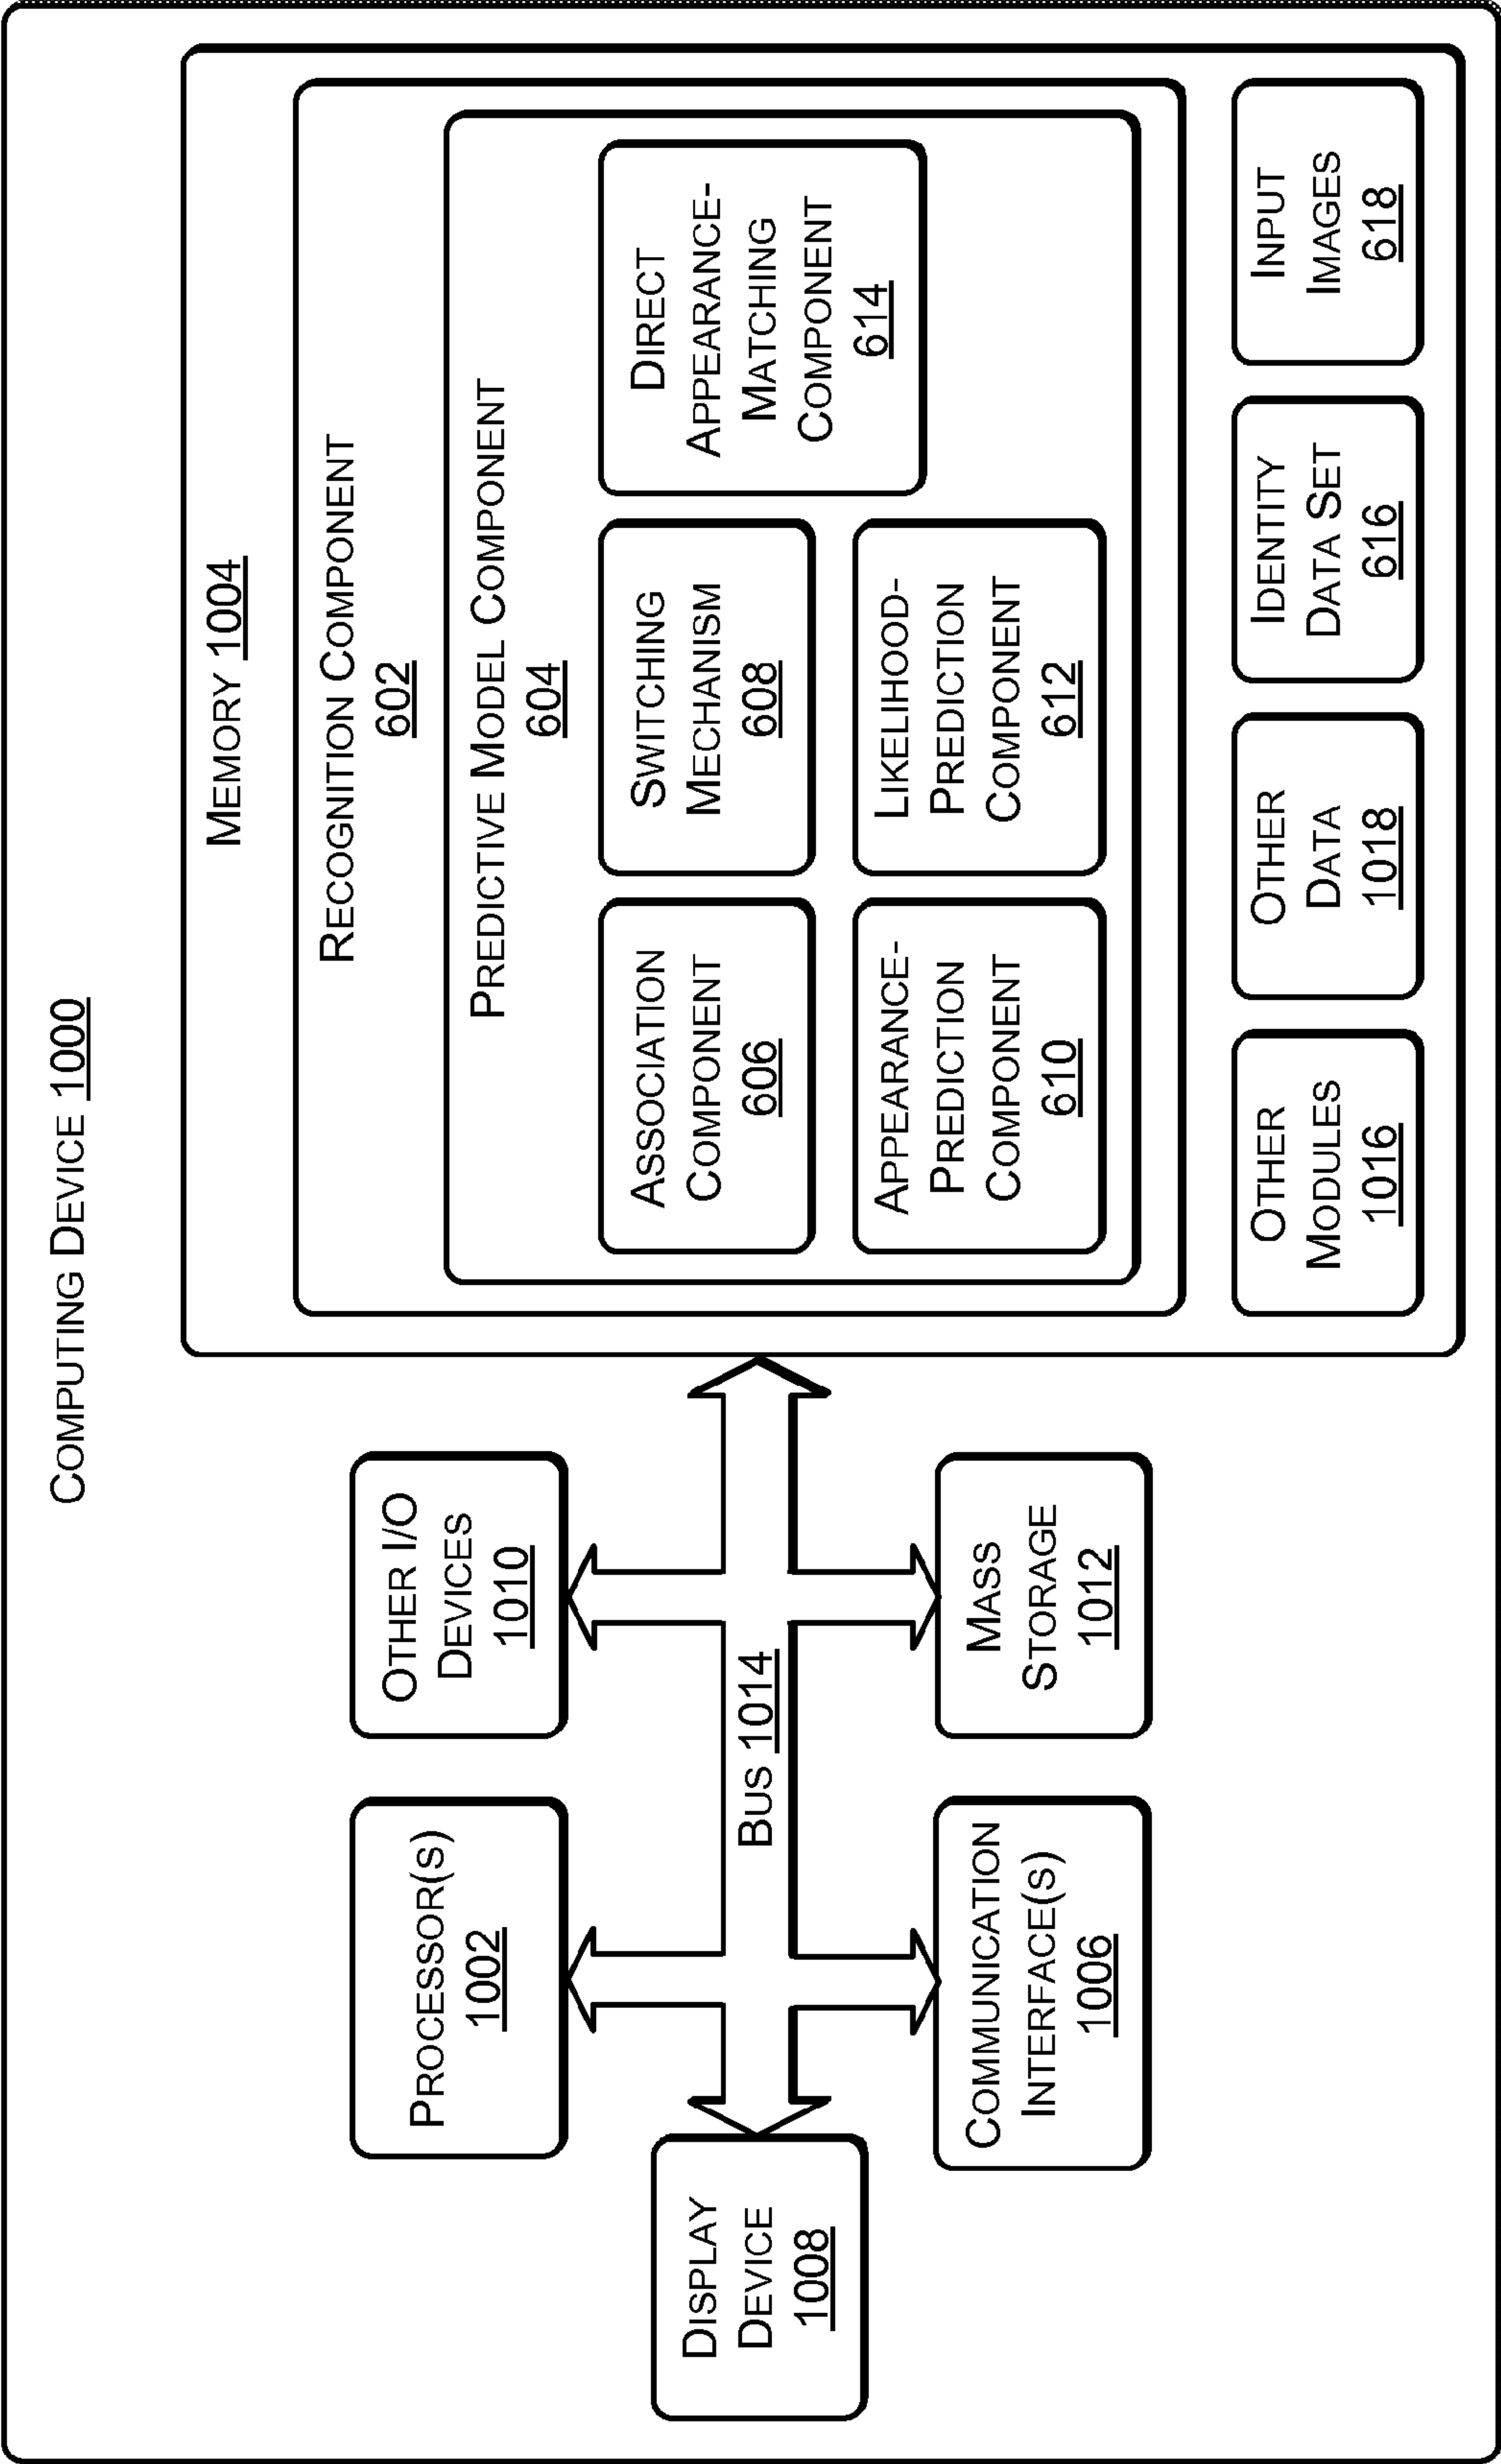 COMPUTING DEVICE 1000
PROCESSOR(S)
1002
OTHER I/O
DEVICES
1010
DISPLAY
DEVICE
1008
BUS 1014
COMMUNICATION
INTERFACE(S)
1006
MASS
STORAGE
1012
MEMORY 1004
RECOGNITION COMPONENT
602
PREDICTIVE MODEL COMPONENT
604
ASSOCIATION
COMPONENT
606
SWITCHING
MECHANISM
608
DIRECT
APPEARANCE-
MATCHING
COMPONENT
614
APPEARANCE-
PREDICTION
COMPONENT
610
LIKELIHOOD-
PREDICTION
COMPONENT
612
OTHER
MODULES
1016
OTHER
DATA
1018
IDENTITY
DATA SET
616
INPUT
IMAGES
618